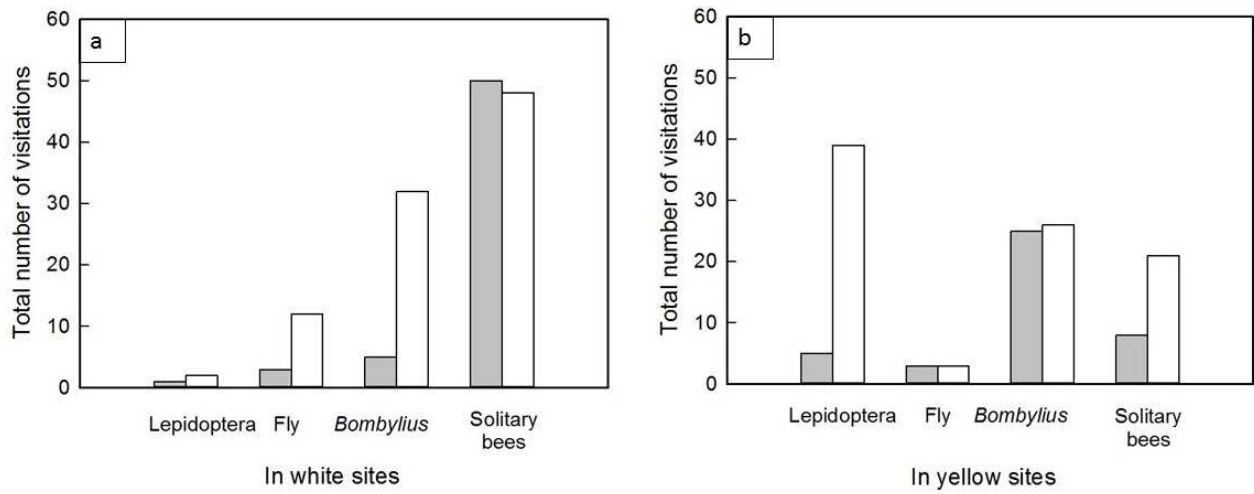 a
Total number of visitations
60
50
40
30
20
10
0
Lepidoptera Fly Bombylius Solitary bees
In white sites
b
Total number of visitations
60
50
40
30
20
10
0
Lepidoptera Fly Bombylius Solitary bees
In yellow sites